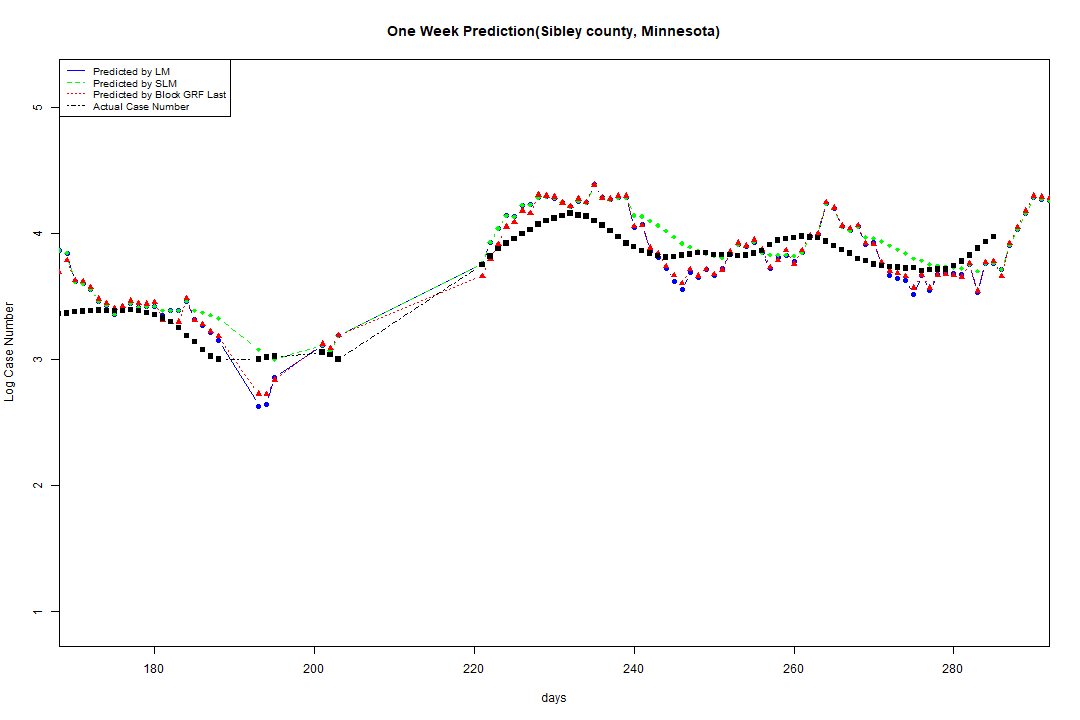 One Week Prediction(Sibley county, Minnesota)
Predicted by LM
Predicted by SLM
Predicted by Block GRF Last
Actual Case Number
5
4
3
2
1
Log Case Number
180 200 220 240 260 280
days